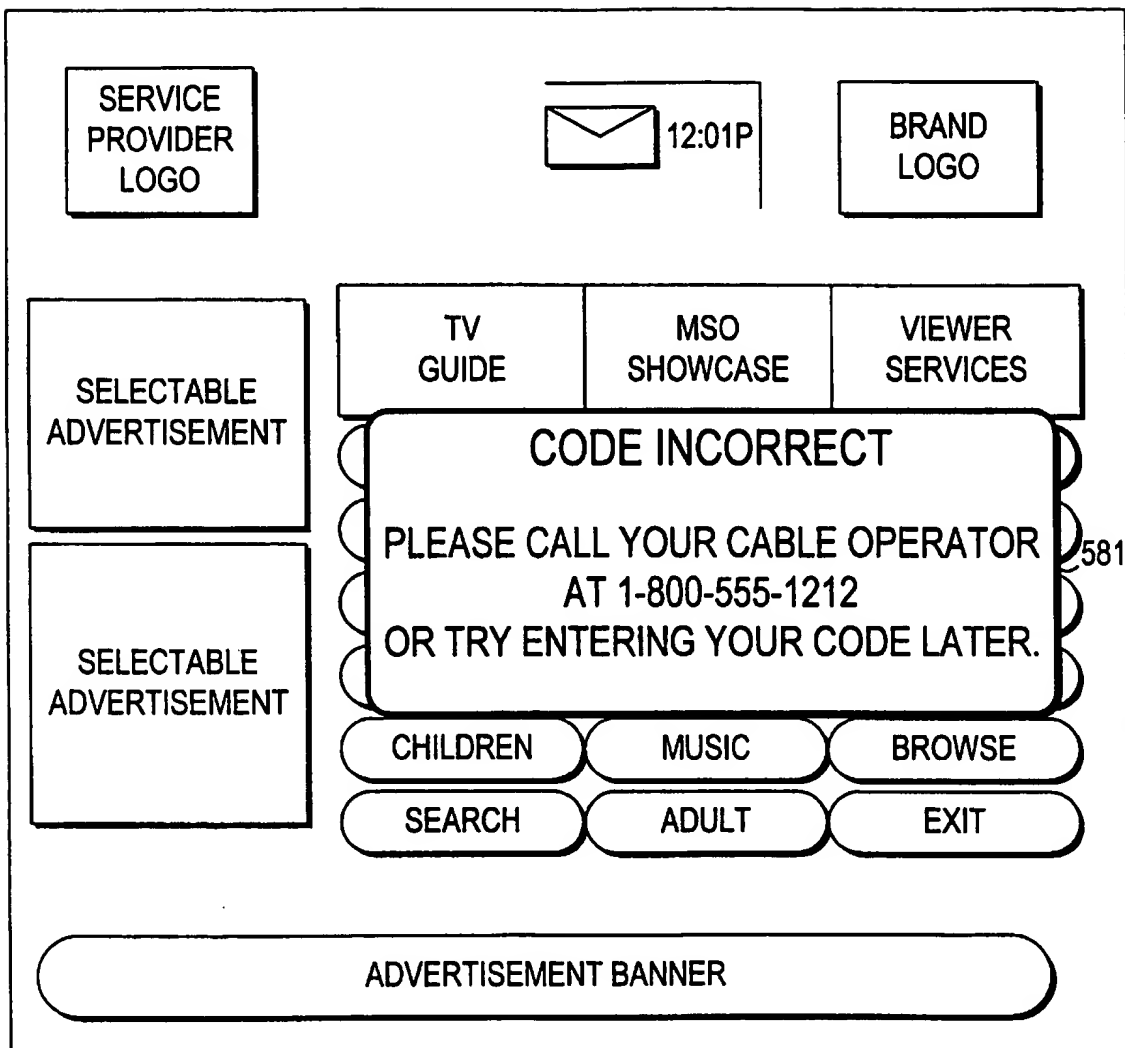 SERVICE
PROVIDER
LOGO
12:01P
BRAND
LOGO
SELECTABLE
ADVERTISEMENT
SELECTABLE
ADVERTISEMENT
TV
GUIDE
MSO
SHOWCASE
VIEWER
SERVICES
CODE INCORRECT
PLEASE CALL YOUR CABLE OPERATOR
AT 1-800-555-1212
OR TRY ENTERING YOUR CODE LATER.
581
CHILDREN
MUSIC
BROWSE
SEARCH
ADULT
EXIT
ADVERTISEMENT BANNER